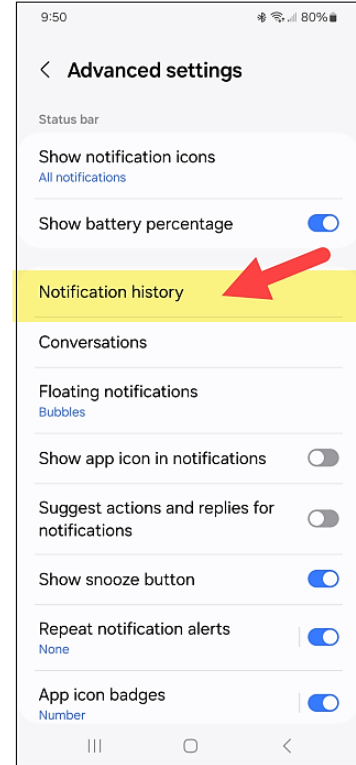 9:50 80%
Advanced settings
Status bar
Show notification icons
All notifications
Show battery percentage
Notification history
Conversations
Floating notifications
Bubbles
Show app icon in notifications
Suggest actions and replies for
notifications
Show snooze button
Repeat notification alerts
None
App icon badges
Number